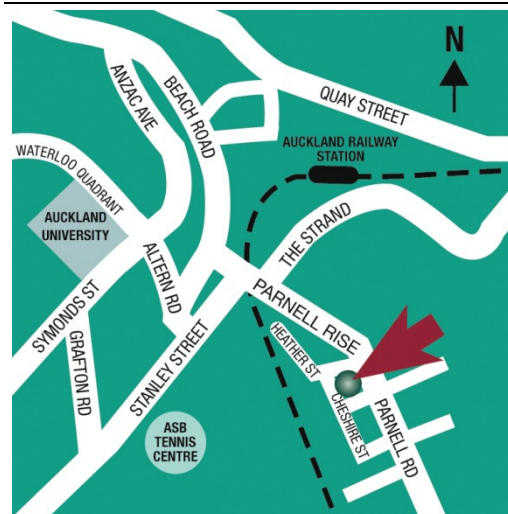 N
ANZAC AVE
BEACH ROAD
QUAY STREET
AUCKLAND RAILWAY
STATION
WATERLOO QUADRANT
AUCKLAND
UNIVERSITY
ALTERN RD
THE STRAND
SYMONDS ST
GRAFTON RD
STANLEY STREET
PARNELL RISE
HEATHER ST
CHESHIRE ST
PARNELL RD
ASB
TENNIS
CENTRE